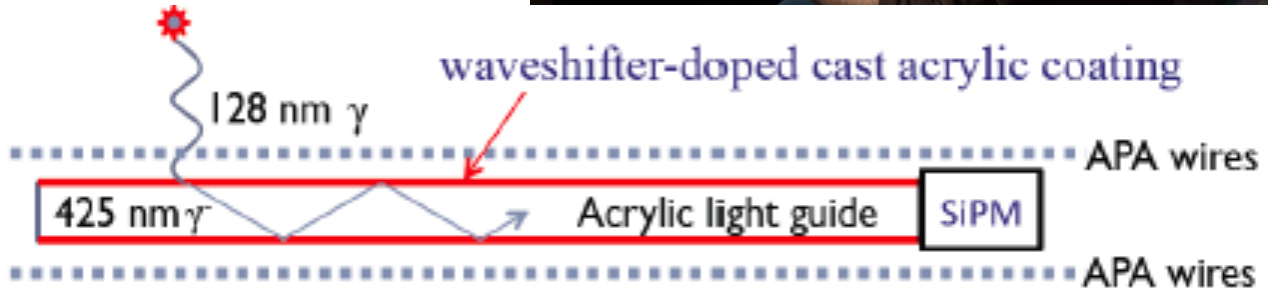 waveshifter-doped cast acrylic coating
128 nm γ
APA wires
425 nm γ Acrylic light guide SiPM
APA wires